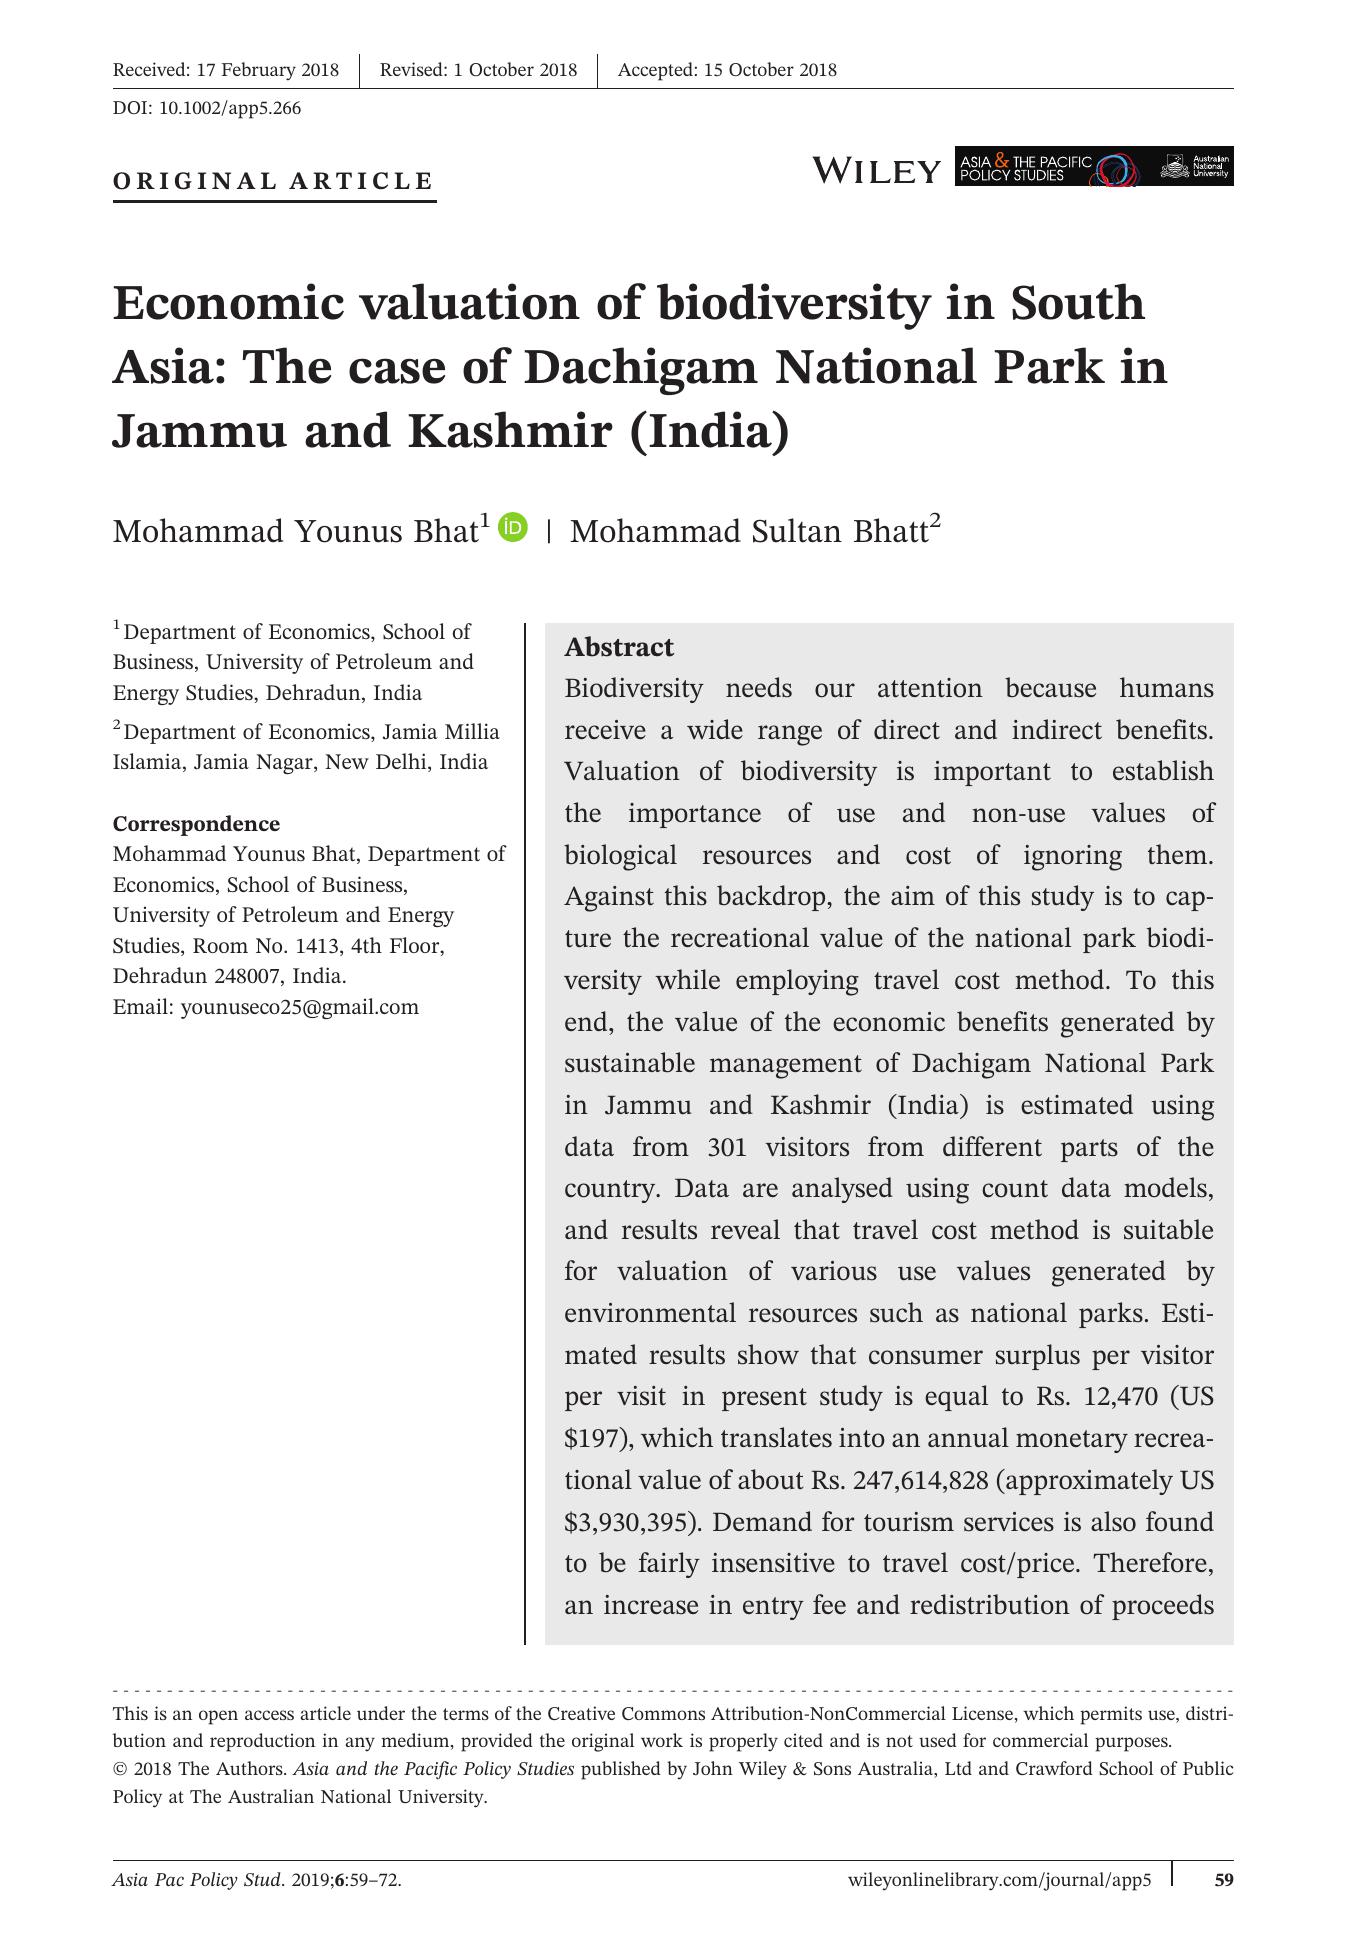 Received: 17 February 2018 | Revised: 1 October 2018 | Accepted: 15 October 2018
DOI: 10.1002/app5.266
ORIGINAL ARTICLE
WILEY
ASIA & THE PACIFIC
POLICY STUDIES
Australian
National
University
Economic valuation of biodiversity in South
Asia: The case of Dachigam National Park in
Jammu and Kashmir (India)
Mohammad Younus Bhat1 iD | Mohammad Sultan Bhatt2
1 Department of Economics, School of
Business, University of Petroleum and
Energy Studies, Dehradun, India
2 Department of Economics, Jamia Millia
Islamia, Jamia Nagar, New Delhi, India
Correspondence
Mohammad Younus Bhat, Department of
Economics, School of Business,
University of Petroleum and Energy
Studies, Room No. 1413, 4th Floor,
Dehradun 248007, India.
Email: younuseco25@gmail.com
Abstract
Biodiversity needs our attention because humans
receive a wide range of direct and indirect benefits.
Valuation of biodiversity is important to establish
the importance of use and non-use values of
biological resources and cost of ignoring them.
Against this backdrop, the aim of this study is to cap-
ture the recreational value of the national park biodi-
versity while employing travel cost method. To this
end, the value of the economic benefits generated by
sustainable management of Dachigam National Park
in Jammu and Kashmir (India) is estimated using
data from 301 visitors from different parts of the
country. Data are analysed using count data models,
and results reveal that travel cost method is suitable
for valuation of various use values generated by
environmental resources such as national parks. Esti-
mated results show that consumer surplus per visitor
per visit in present study is equal to Rs. 12,470 (US
$197), which translates into an annual monetary recrea-
tional value of about Rs. 247,614,828 (approximately US
$3,930,395). Demand for tourism services is also found
to be fairly insensitive to travel cost/price. Therefore,
an increase in entry fee and redistribution of proceeds
This is an open access article under the terms of the Creative Commons Attribution-NonCommercial License, which permits use, distri-
bution and reproduction in any medium, provided the original work is properly cited and is not used for commercial purposes.
© 2018 The Authors. Asia and the Pacific Policy Studies published by John Wiley & Sons Australia, Ltd and Crawford School of Public
Policy at The Australian National University.
Asia Pac Policy Stud. 2019;6:59–72. wileyonlinelibrary.com/journal/app5 | 59